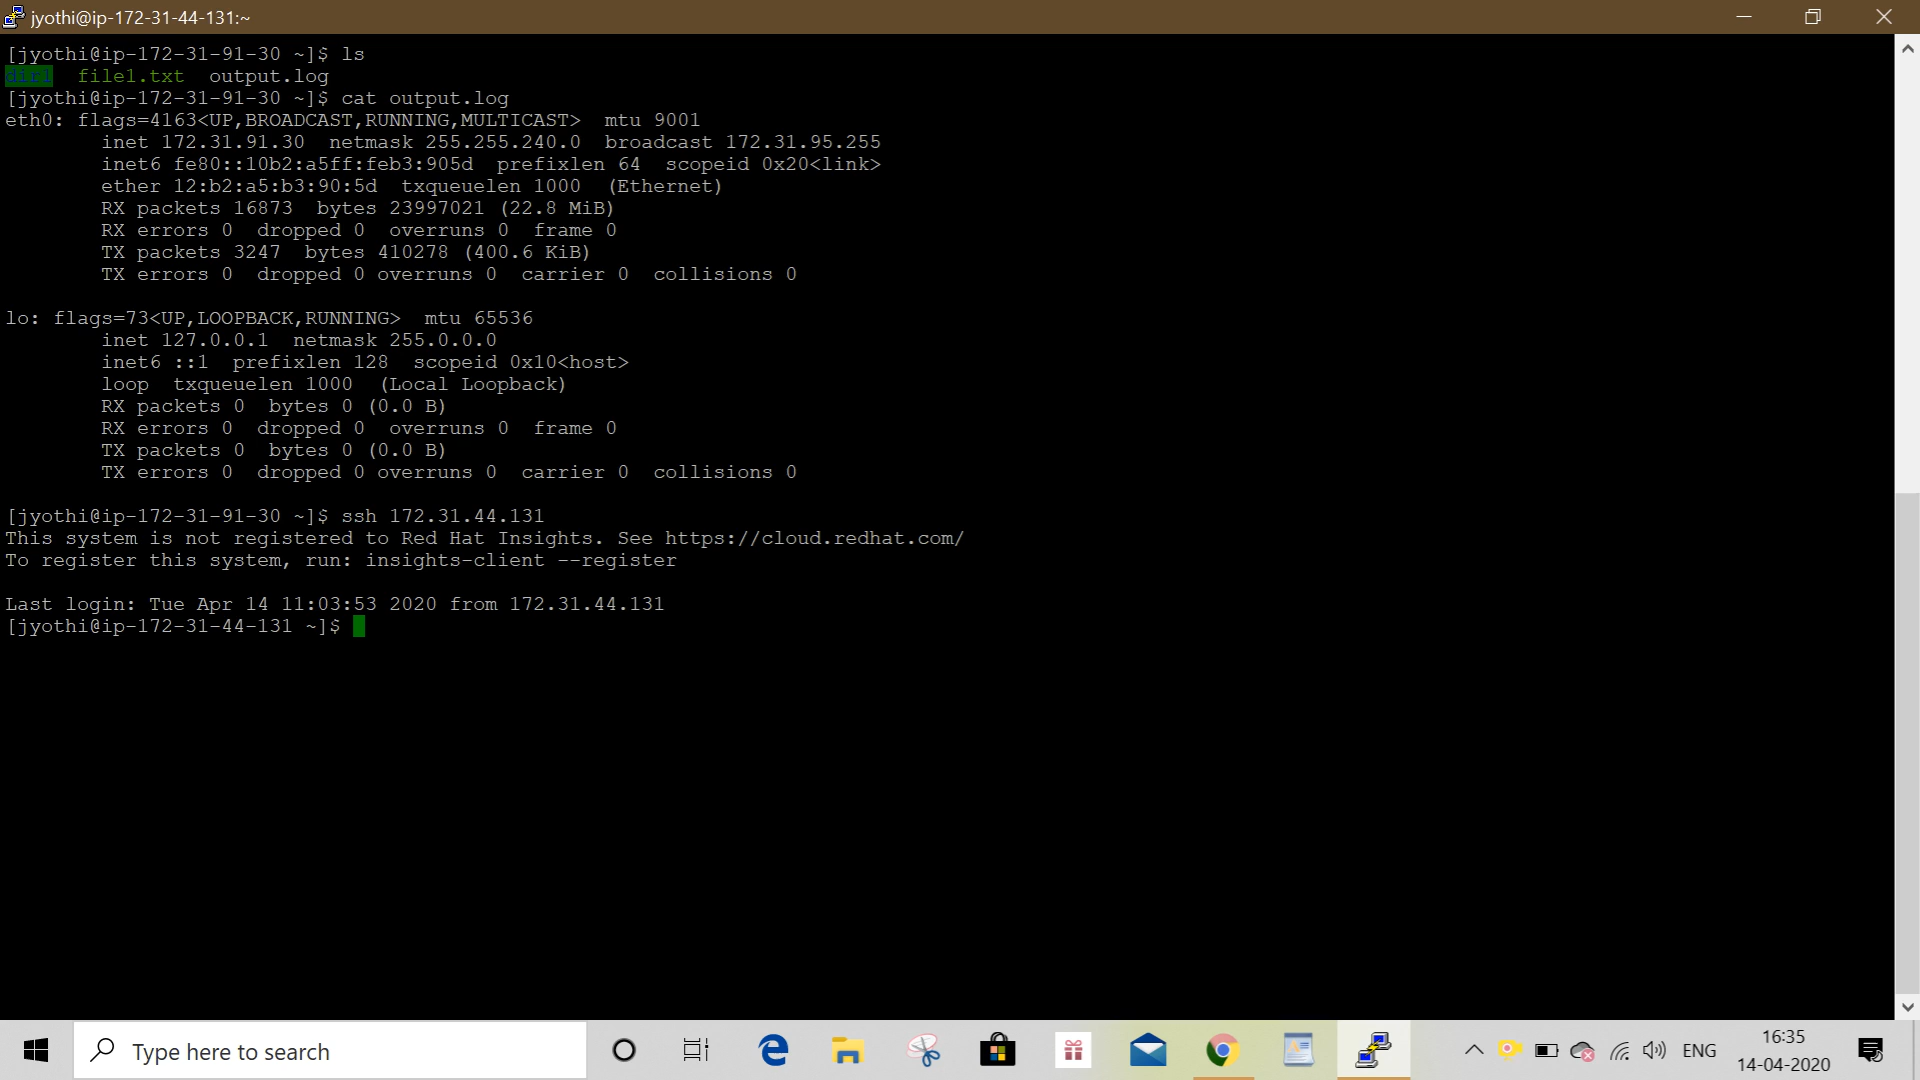 jyothi@ip-172-31-44-131:~
[jyothi@ip-172-31-91-30 ~]$ ls
dir1  file1.txt  output.log
[jyothi@ip-172-31-91-30 ~]$ cat output.log
eth0: flags=4163<UP,BROADCAST,RUNNING,MULTICAST>  mtu 9001
        inet 172.31.91.30  netmask 255.255.240.0  broadcast 172.31.95.255
        inet6 fe80::10b2:a5ff:feb3:905d  prefixlen 64  scopeid 0x20<link>
        ether 12:b2:a5:b3:90:5d  txqueuelen 1000  (Ethernet)
        RX packets 16873  bytes 23997021 (22.8 MiB)
        RX errors 0  dropped 0  overruns 0  frame 0
        TX packets 3247  bytes 410278 (400.6 KiB)
        TX errors 0  dropped 0 overruns 0  carrier 0  collisions 0

lo: flags=73<UP,LOOPBACK,RUNNING>  mtu 65536
        inet 127.0.0.1  netmask 255.0.0.0
        inet6 ::1  prefixlen 128  scopeid 0x10<host>
        loop  txqueuelen 1000  (Local Loopback)
        RX packets 0  bytes 0 (0.0 B)
        RX errors 0  dropped 0  overruns 0  frame 0
        TX packets 0  bytes 0 (0.0 B)
        TX errors 0  dropped 0 overruns 0  carrier 0  collisions 0

[jyothi@ip-172-31-91-30 ~]$ ssh 172.31.44.131
This system is not registered to Red Hat Insights. See https://cloud.redhat.com/
To register this system, run: insights-client --register

Last login: Tue Apr 14 11:03:53 2020 from 172.31.44.131
[jyothi@ip-172-31-44-131 ~]$
Type here to search
ENG
16:35
14-04-2020